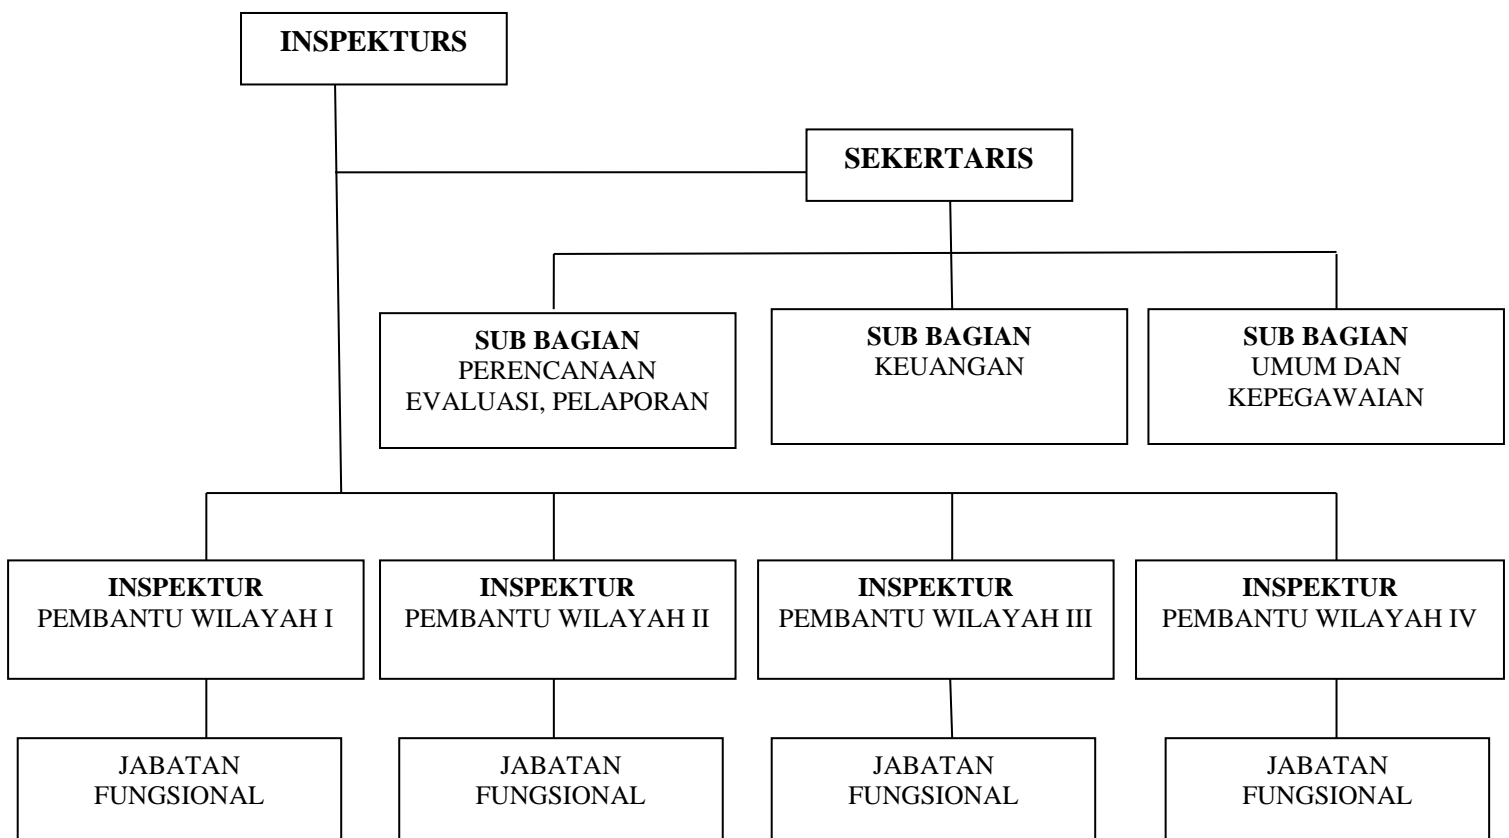 INSPEKTURS
SEKERTARIS
SUB BAGIAN
PERENCANAAN
EVALUASI, PELAPORAN
SUB BAGIAN
KEUANGAN
SUB BAGIAN
UMUM DAN
KEPEGAWAIAN
INSPEKTUR
PEMBANTU WILAYAH I
INSPEKTUR
PEMBANTU WILAYAH II
INSPEKTUR
PEMBANTU WILAYAH III
INSPEKTUR
PEMBANTU WILAYAH IV
JABATAN
FUNGSIONAL
JABATAN
FUNGSIONAL
JABATAN
FUNGSIONAL
JABATAN
FUNGSIONAL